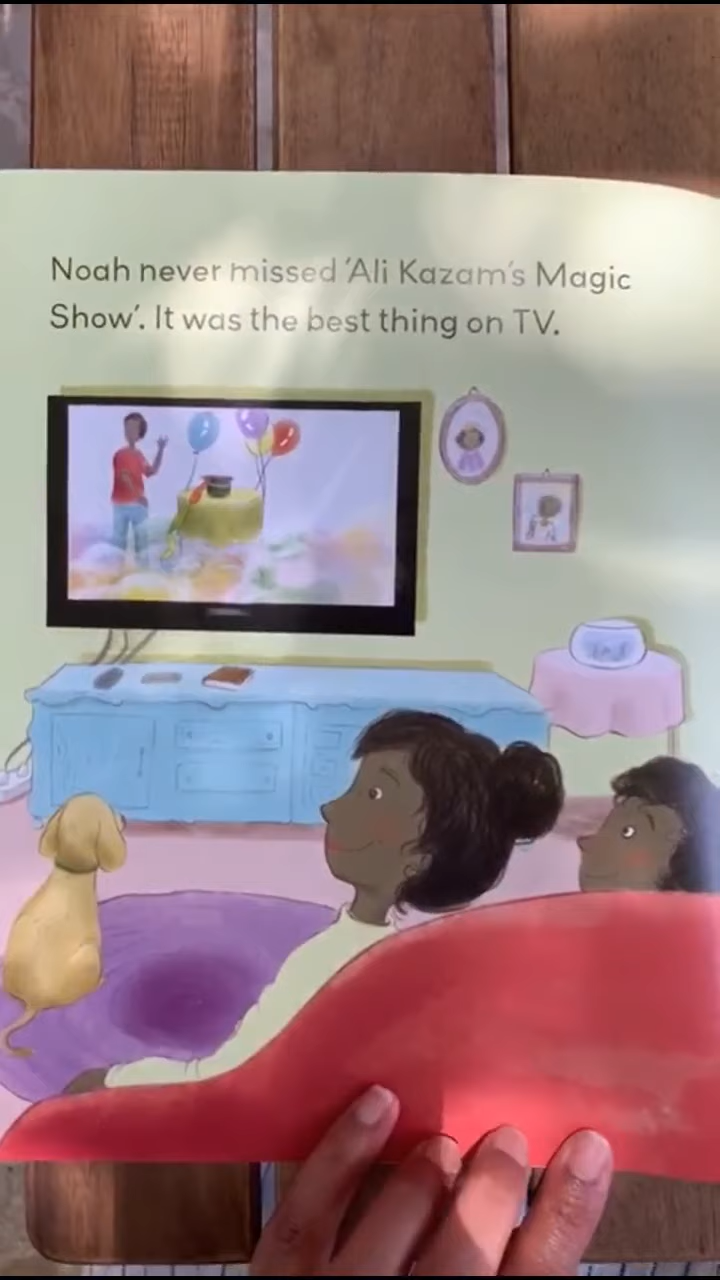 Noah never missed ‘Ali Kazam’s Magic
Show’. It was the best thing on TV.